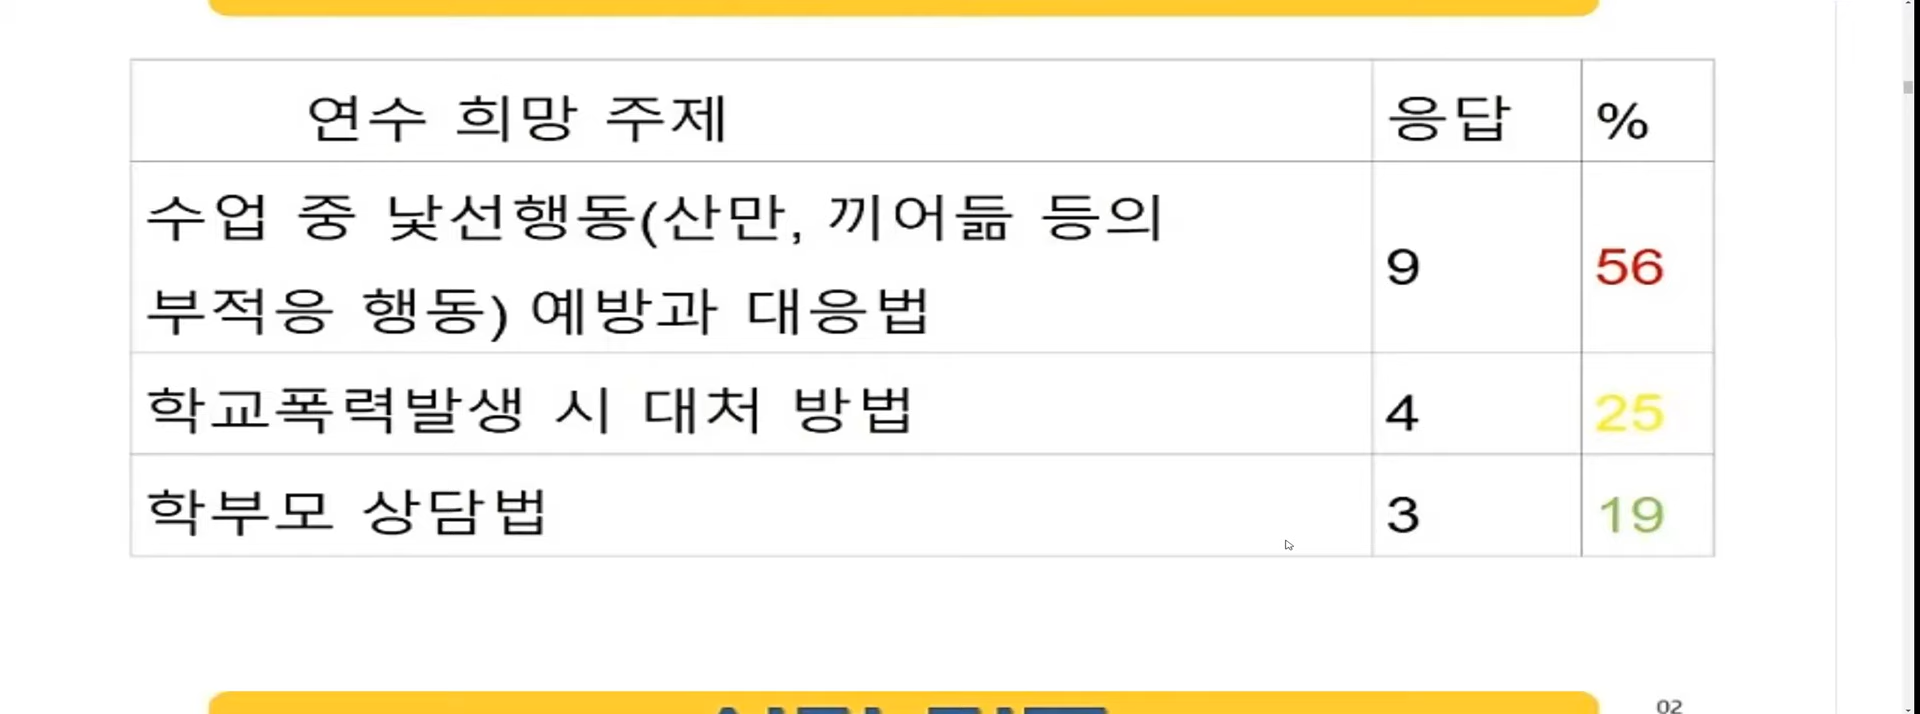 연수 희망 주제 응답 %
수업 중 낯선행동(산만, 끼어듦 등의
부적응 행동) 예방과 대응법 9 56
학교폭력발생 시 대처 방법 4 25
학부모 상담법 3 19
02